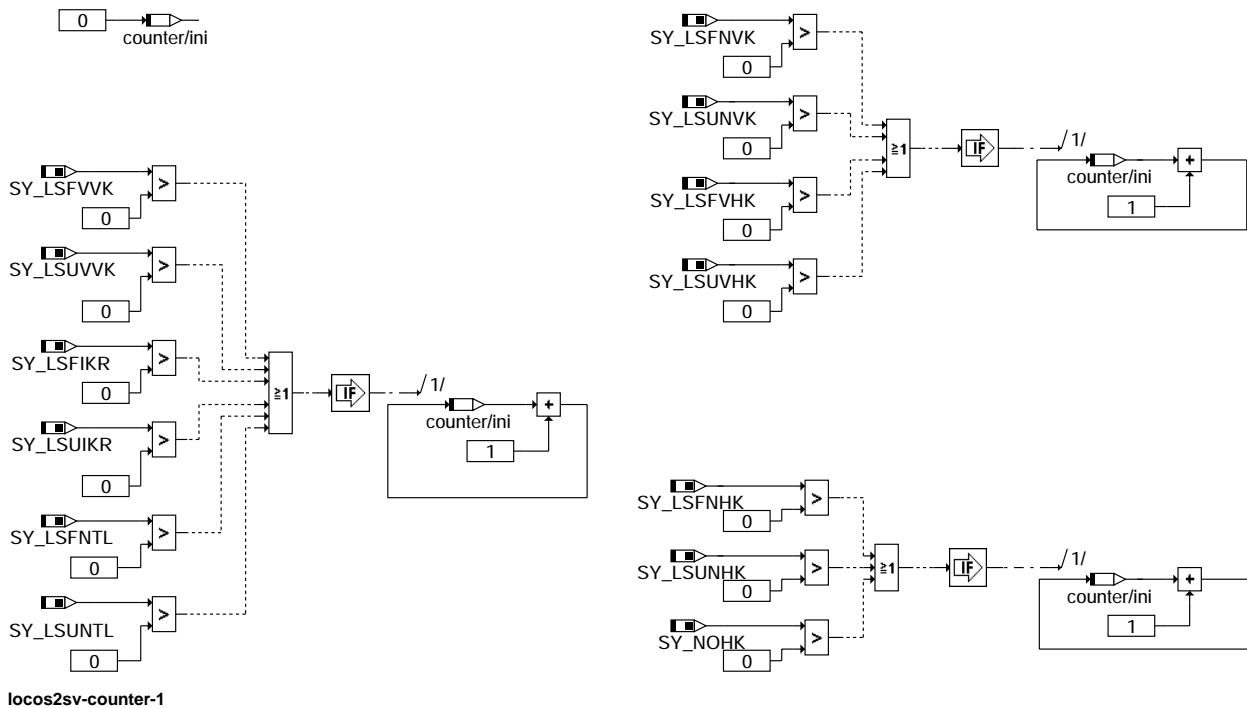 0
counter/ini
SY_LSFVVK
>
0
SY_LSUVVK
>
0
SY_LSFIKR
>
0
SY_LSUIKR
>
0
SY_LSFNTL
>
0
SY_LSUNTL
>
0
≧1
IF
/1/
counter/ini
+
1
SY_LSFNVK
>
0
SY_LSUNVK
>
0
SY_LSFVHK
>
0
SY_LSUVHK
>
0
≧1
IF
/1/
counter/ini
+
1
SY_LSFNHK
>
0
SY_LSUNHK
>
0
SY_NOHK
>
0
≧1
IF
/1/
counter/ini
+
1
locos2sv-counter-1